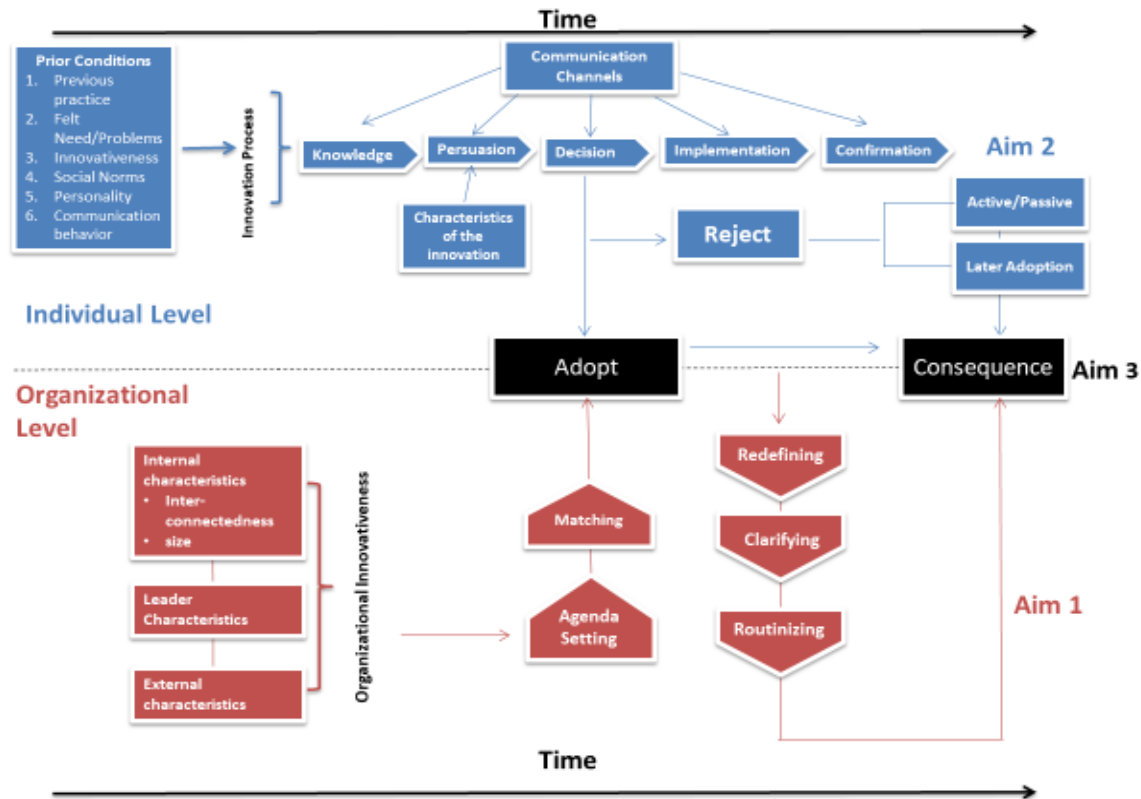 Time
Prior Conditions
1. Previous
practice
2. Felt
Need/Problems
3. Innovativeness
4. Social Norms
5. Personality
6. Communication
behavior
Innovation Process
Communication
Channels
Knowledge
Persuasion
Decision
Implementation
Confirmation
Aim 2
Characteristics
of the
innovation
Reject
Active/Passive
Later Adoption
Individual Level
Adopt
Consequence
Aim 3
Organizational
Level
Internal
characteristics
• Inter-
connectedness
• size
Leader
Characteristics
External
characteristics
Organizational Innovativeness
Matching
Agenda
Setting
Redefining
Clarifying
Routinizing
Aim 1
Time